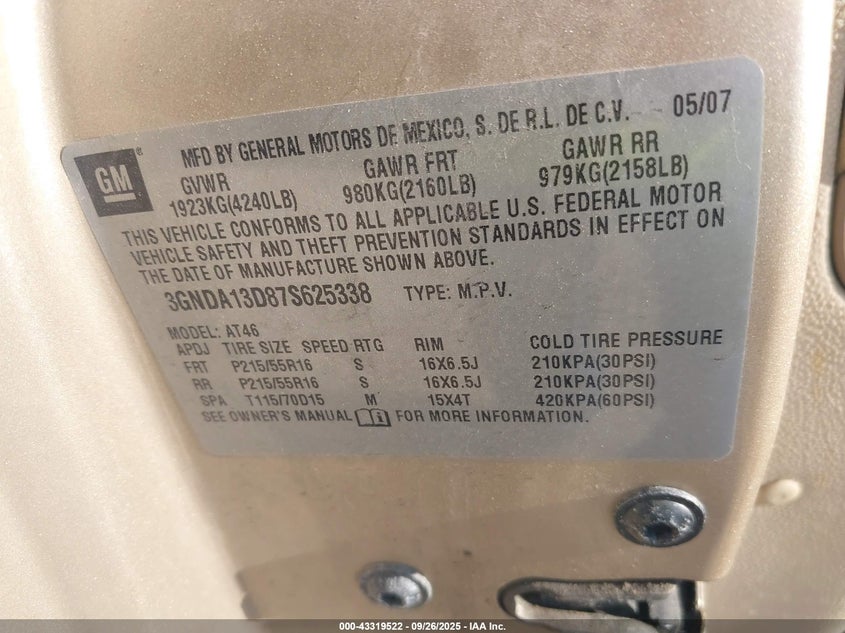 GM®
MFD BY GENERAL MOTORS DE MEXICO, S. DE R.L. DE C.V. 05/07
GVWR GAWR FRT GAWR RR
1923KG(4240LB) 980KG(2160LB) 979KG(2158LB)
THIS VEHICLE CONFORMS TO ALL APPLICABLE U.S. FEDERAL MOTOR
VEHICLE SAFETY AND THEFT PREVENTION STANDARDS IN EFFECT ON
THE DATE OF MANUFACTURE SHOWN ABOVE.
3GNDA13D87S625338 TYPE: M.P.V.
MODEL: AT46
APDJ TIRE SIZE SPEED RTG RIM COLD TIRE PRESSURE
FRT P215/55R16 S 16X6.5J 210KPA(30PSI)
RR P215/55R16 S 16X6.5J 210KPA(30PSI)
SPA T115/70D15 M 15X4T 420KPA(60PSI)
SEE OWNER'S MANUAL FOR MORE INFORMATION.
000-43319522 - 09/26/2025 - IAA Inc.